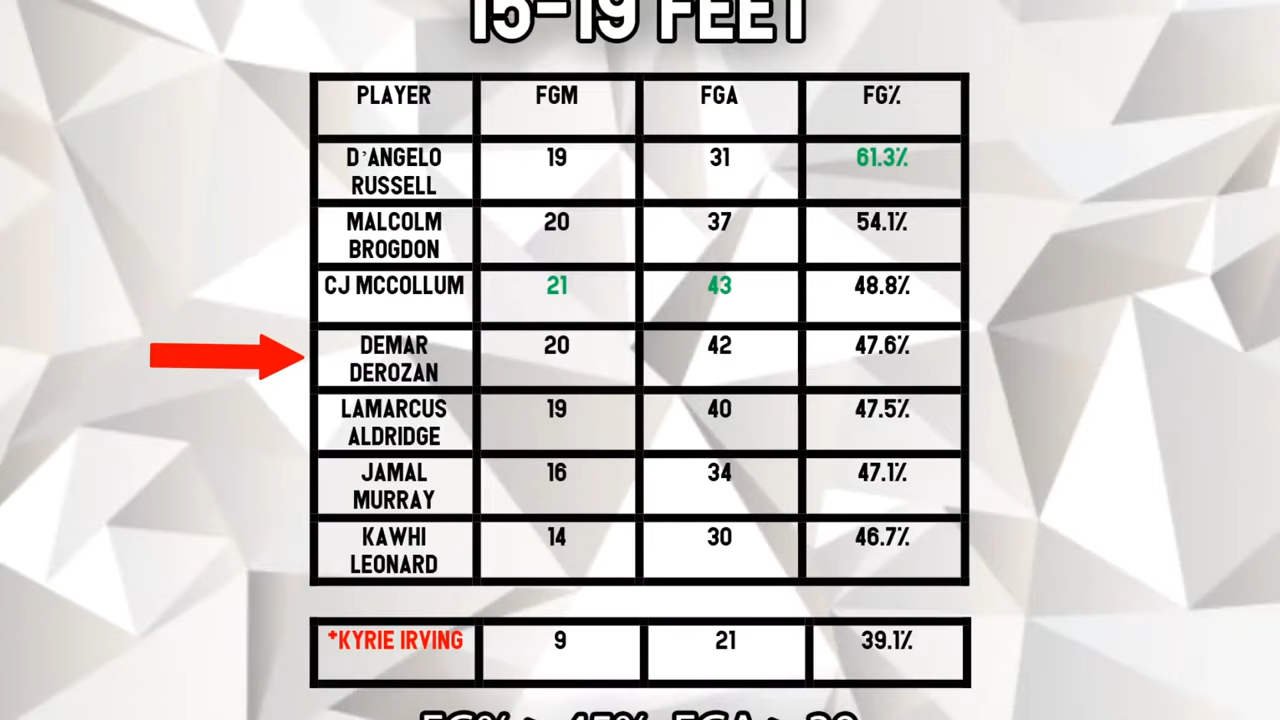 15-19 FEET
PLAYER FGM FGA FG%
D'ANGELO
RUSSELL 19 31 61.3%
MALCOLM
BROGDON 20 37 54.1%
CJ MCCOLLUM 21 43 48.8%
DEMAR
DEROZAN 20 42 47.6%
LAMARCUS
ALDRIDGE 19 40 47.5%
JAMAL
MURRAY 16 34 47.1%
KAWHI
LEONARD 14 30 46.7%
*KYRIE IRVING 9 21 39.1%